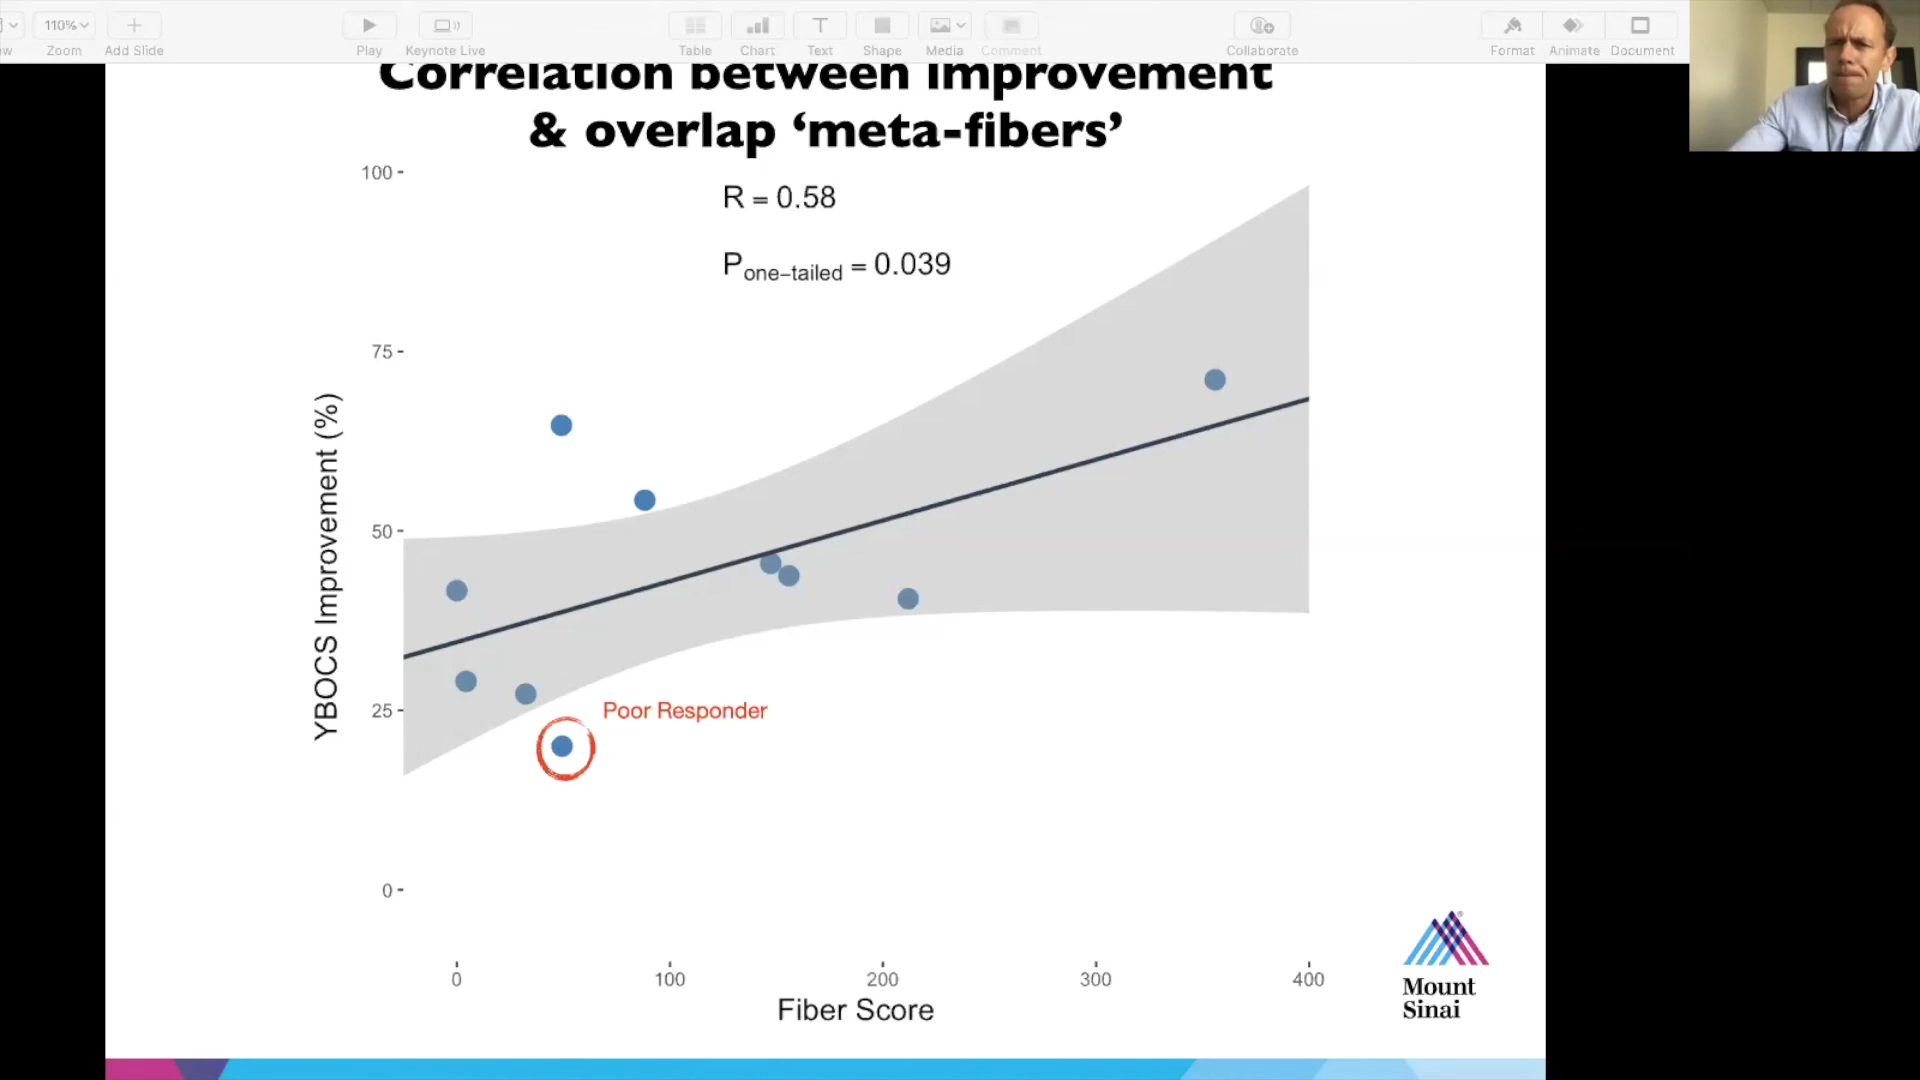 110%
ew
Zoom
Add Slide
Play
Keynote Live
Table
Chart
Text
Shape
Media
Comment
Collaborate
Format
Animate
Document
Correlation between improvement
& overlap ‘meta-fibers’
R = 0.58
Pone−tailed = 0.039
100
75
50
25
0
YBOCS Improvement (%)
Poor Responder
0
100
200
300
400
Fiber Score
Mount
Sinai